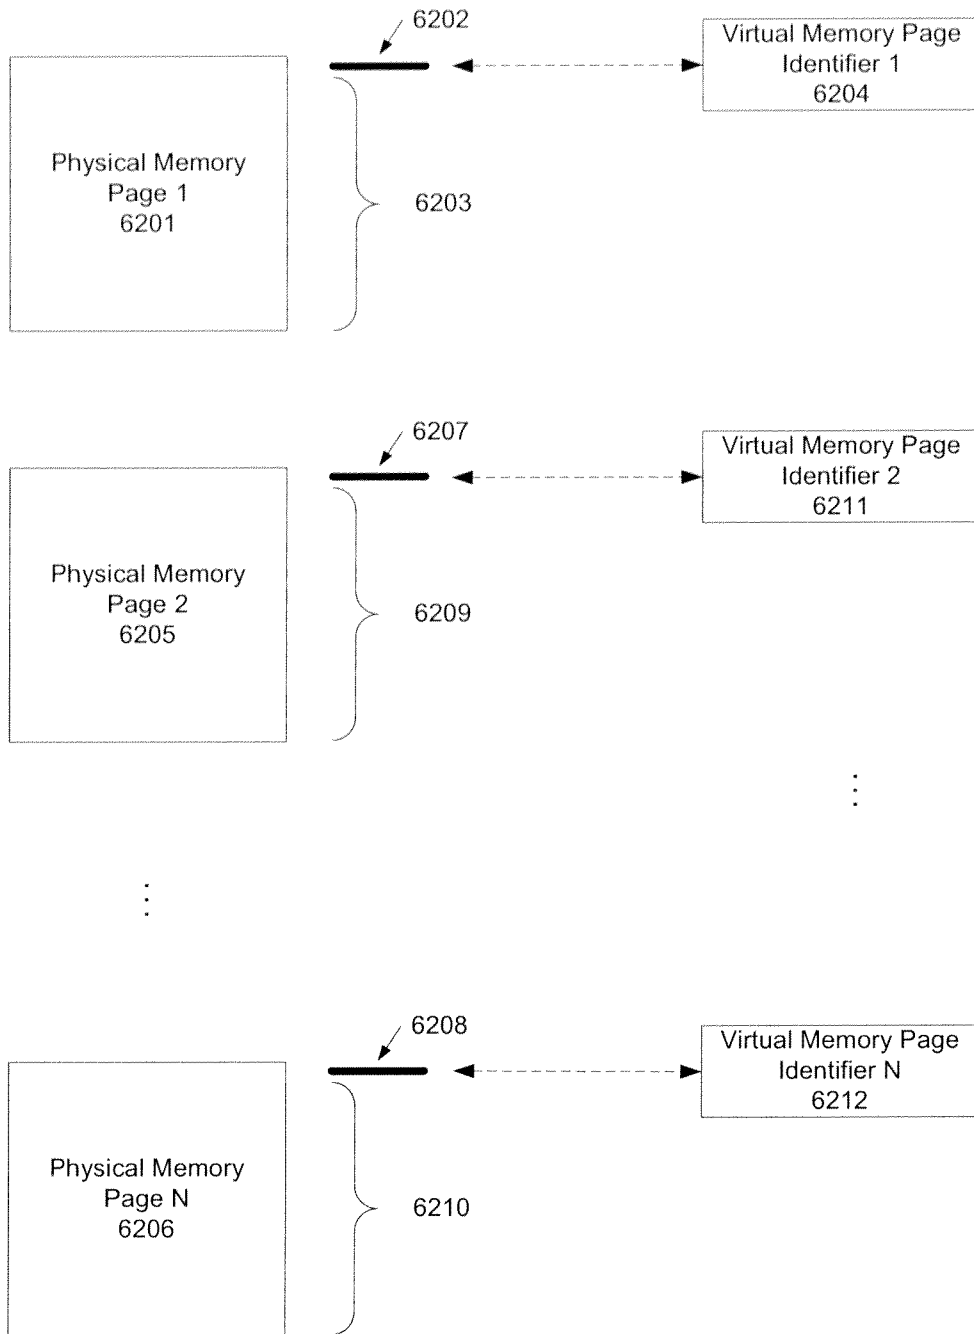 6202
Virtual Memory Page
Identifier 1
6204
Physical Memory
Page 1
6201
6203
6207
Virtual Memory Page
Identifier 2
6211
Physical Memory
Page 2
6205
6209
6208
Virtual Memory Page
Identifier N
6212
Physical Memory
Page N
6206
6210